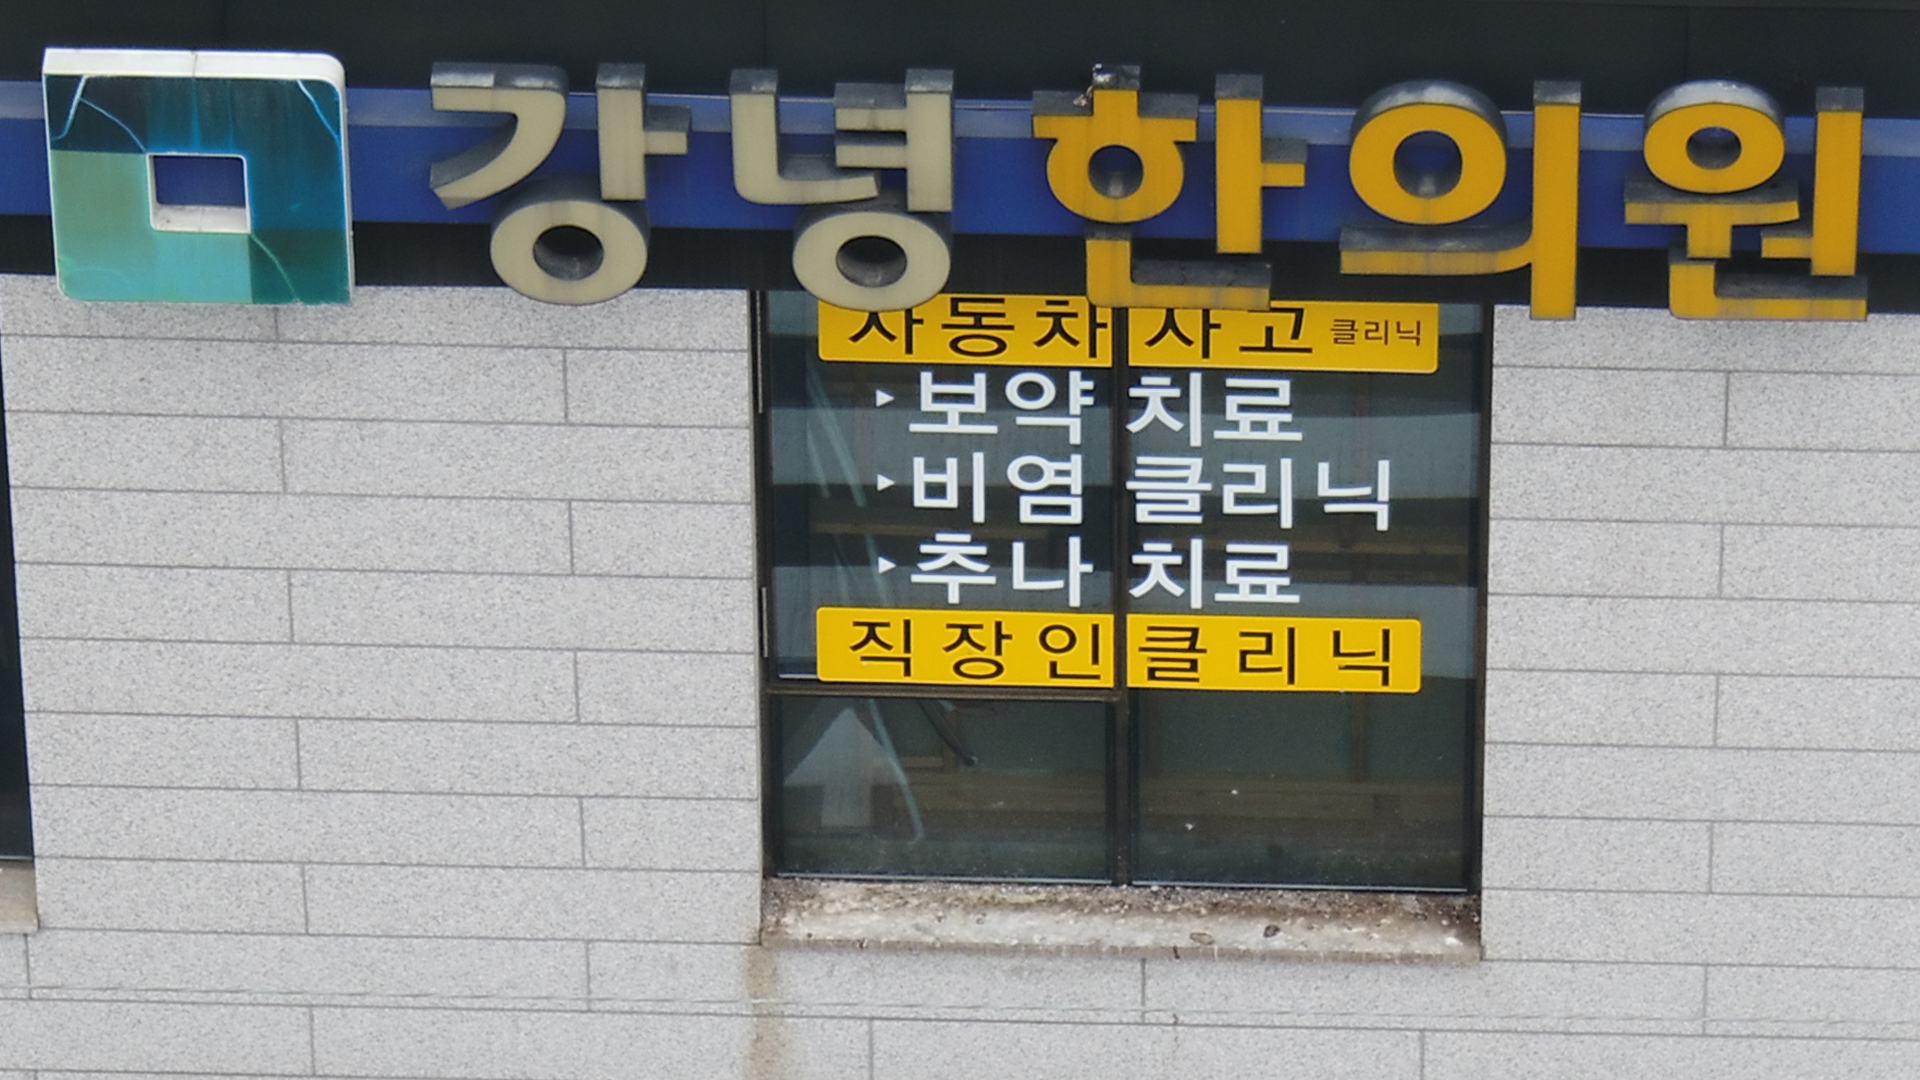 강녕한의원
자동차 사고 클리닉
▸보약 치료
▸비염 클리닉
▸추나 치료
직장인 클리닉